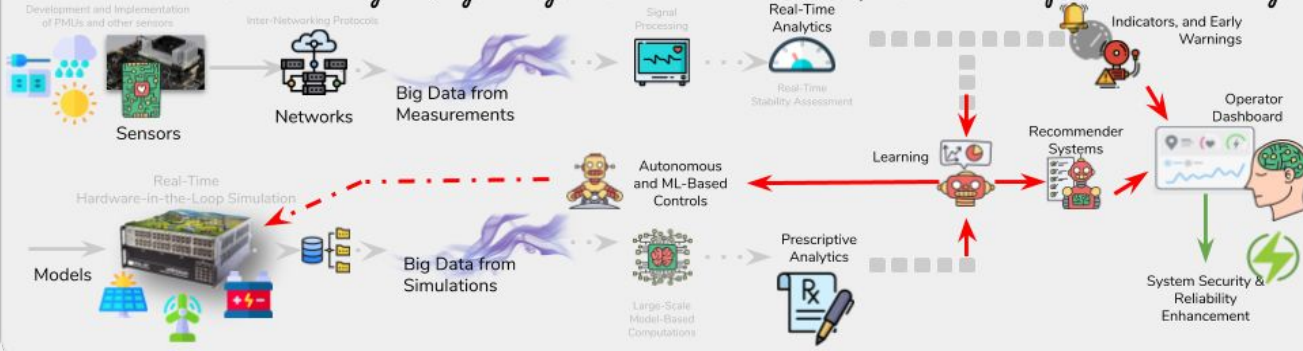 Development and Implementation
of PMUs and other sensors
Inter-Networking Protocols
Signal
Processing
Real-Time
Analytics
Indicators, and Early
Warnings
Sensors
Networks
Big Data from
Measurements
Real-Time
Stability Assessment
Operator
Dashboard
Learning
Recommender
Systems
Autonomous
and ML-Based
Controls
Real-Time
Hardware-in-the-Loop Simulation
Models
Big Data from
Simulations
Large-Scale
Model-Based
Computations
Prescriptive
Analytics
Rx
System Security &
Reliability
Enhancement